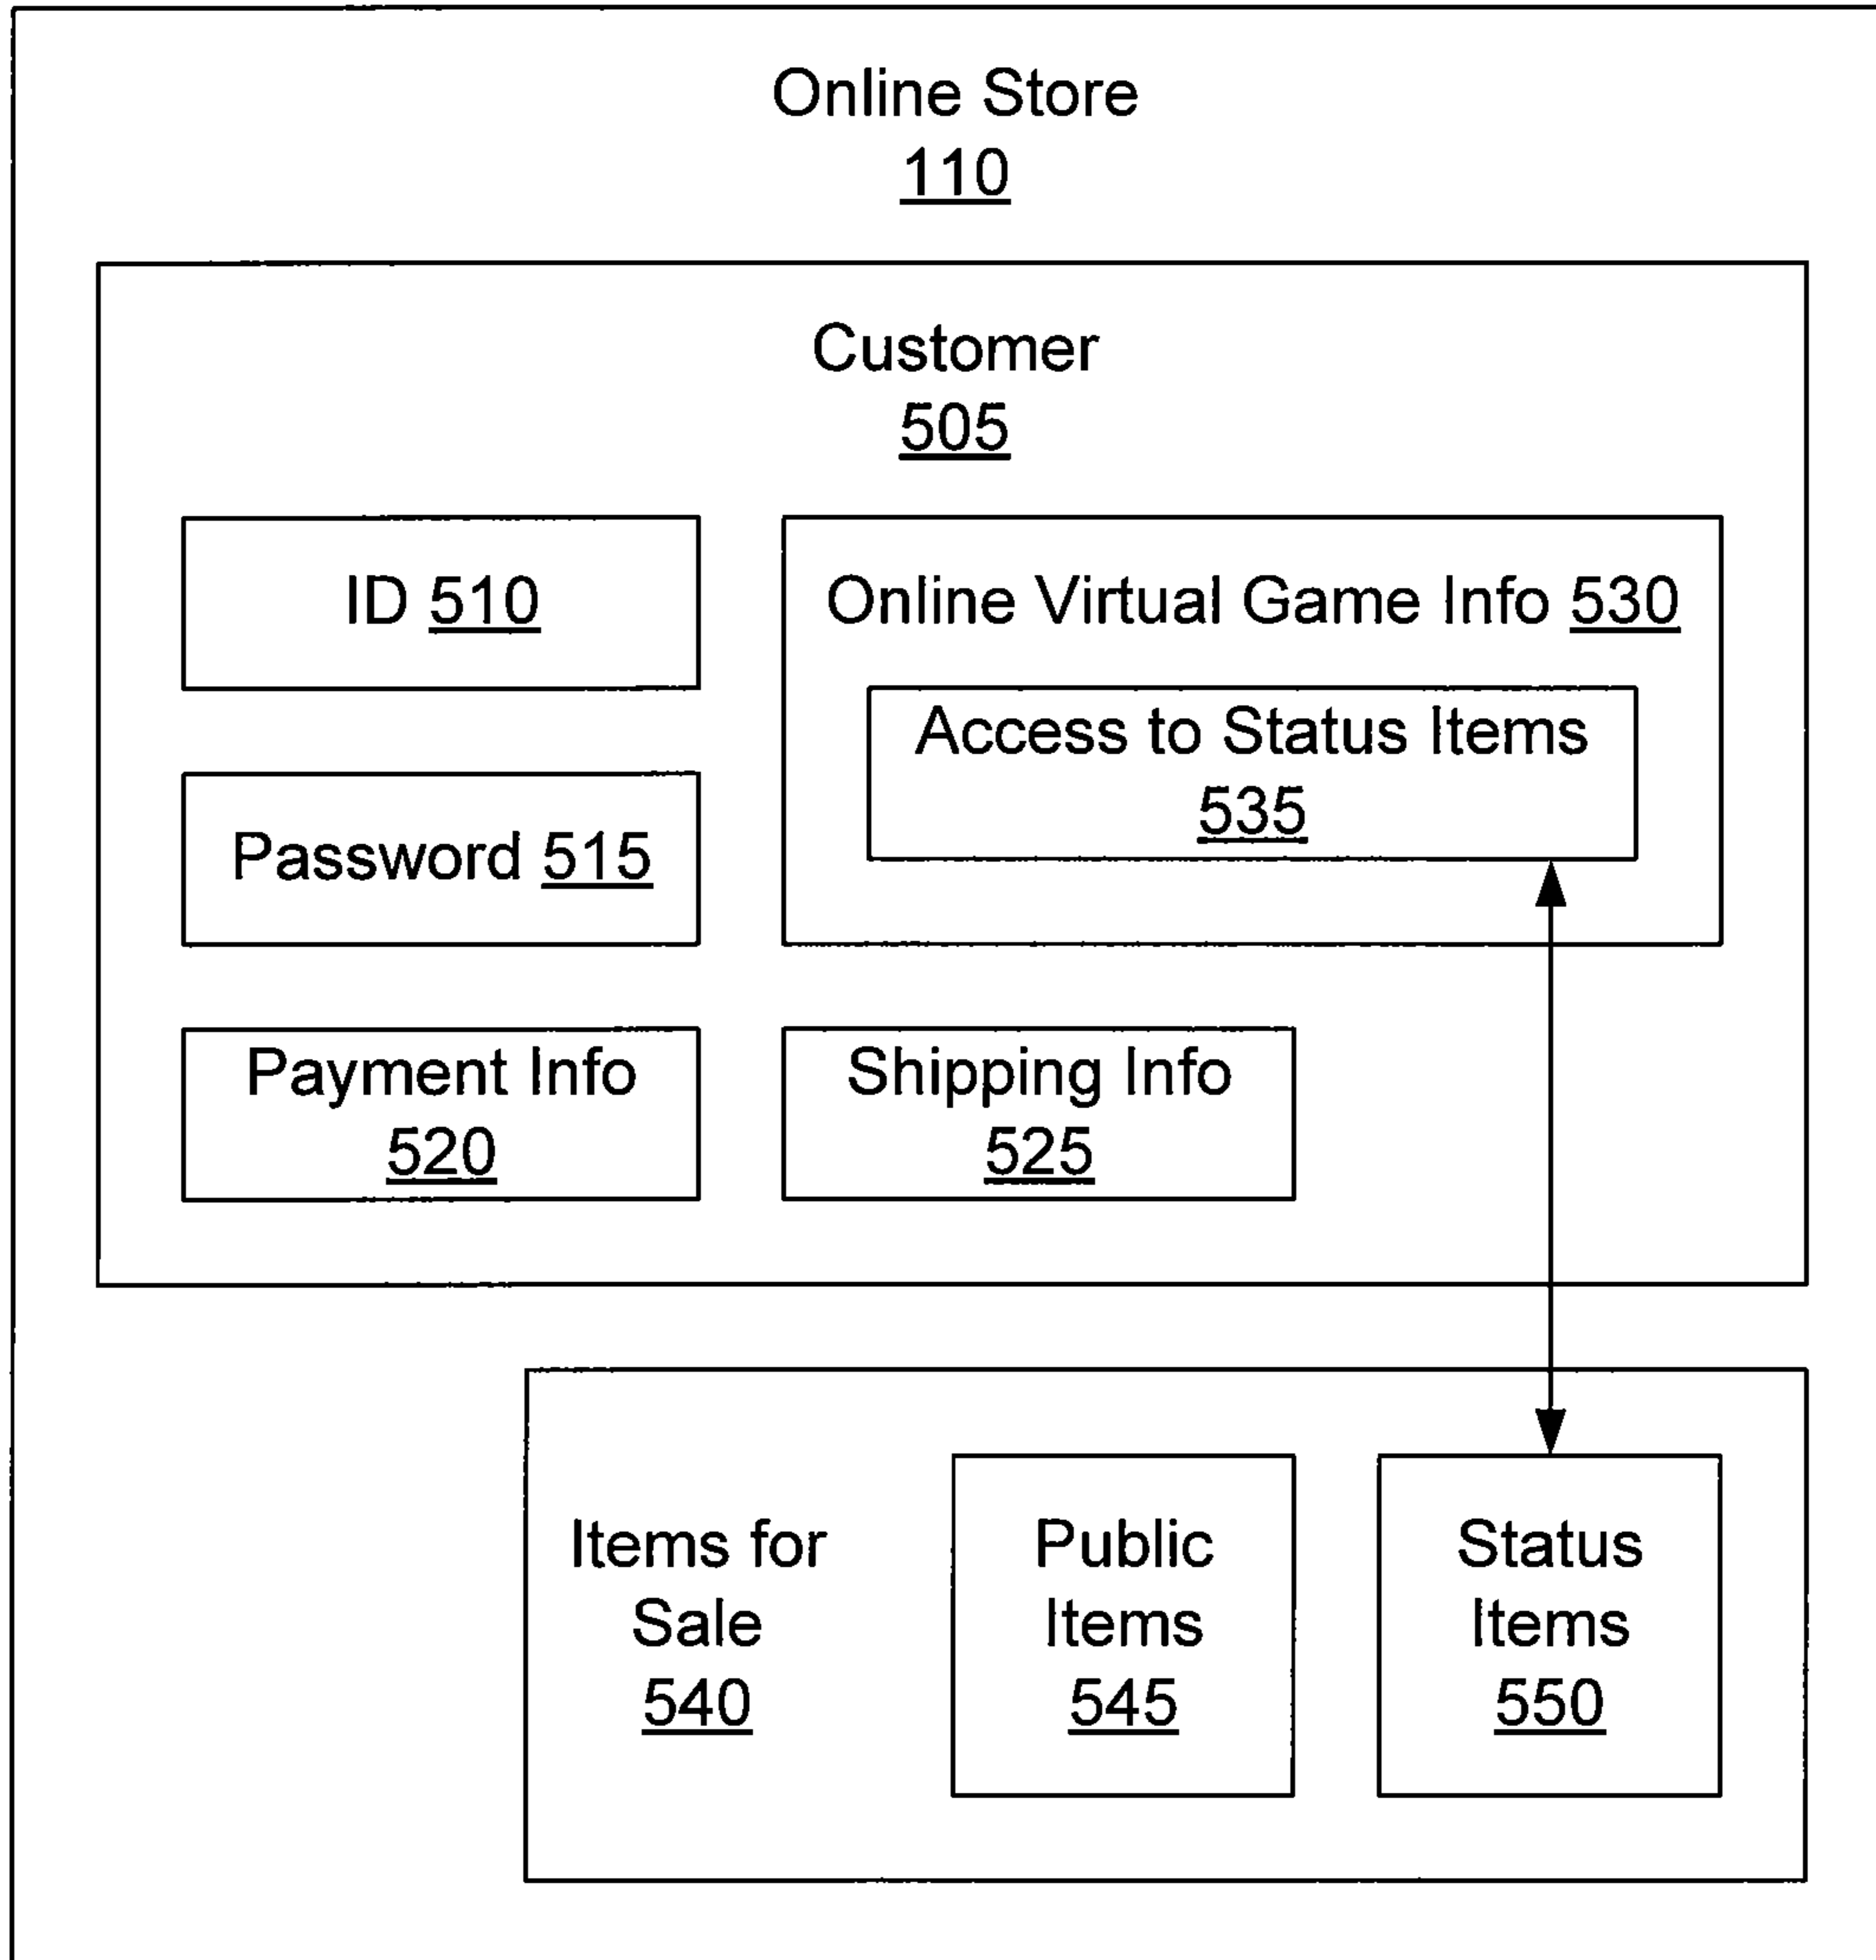 Online Store
110
Customer
505
ID 510
Online Virtual Game Info 530
Access to Status Items
535
Password 515
Payment Info
520
Shipping Info
525
Items for
Sale
540
Public
Items
545
Status
Items
550